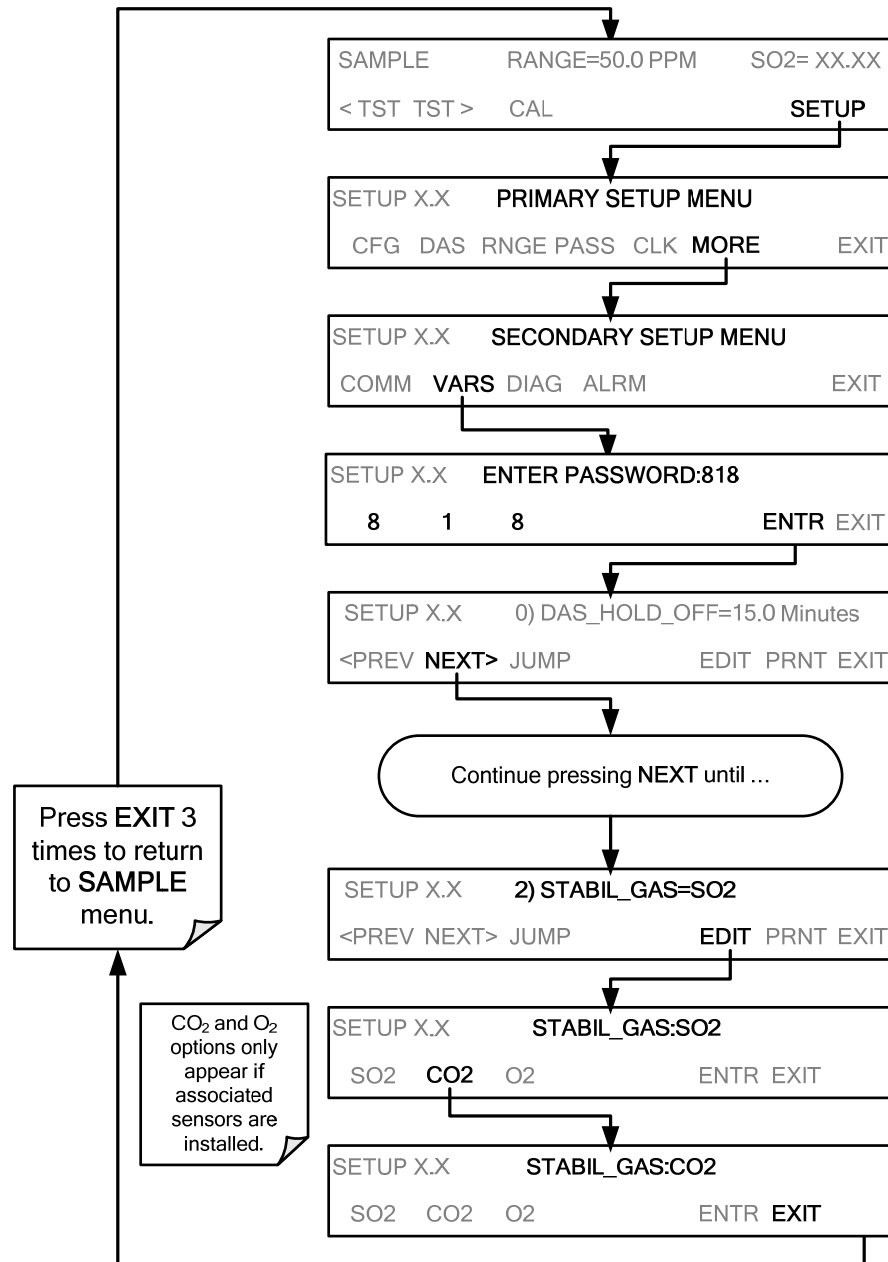 SAMPLE RANGE=50.0 PPM SO2= XX.XX
< TST TST > CAL SETUP
SETUP X.X PRIMARY SETUP MENU
CFG DAS RNGE PASS CLK MORE EXIT
SETUP X.X SECONDARY SETUP MENU
COMM VARS DIAG ALRM EXIT
SETUP X.X ENTER PASSWORD:818
8 1 8 ENTR EXIT
SETUP X.X 0) DAS_HOLD_OFF=15.0 Minutes
<PREV NEXT> JUMP EDIT PRNT EXIT
Continue pressing NEXT until ...
Press EXIT 3
times to return
to SAMPLE
menu.
SETUP X.X 2) STABIL_GAS=SO2
<PREV NEXT> JUMP EDIT PRNT EXIT
CO2 and O2
options only
appear if
associated
sensors are
installed.
SETUP X.X STABIL_GAS:SO2
SO2 CO2 O2 ENTR EXIT
SETUP X.X STABIL_GAS:CO2
SO2 CO2 O2 ENTR EXIT